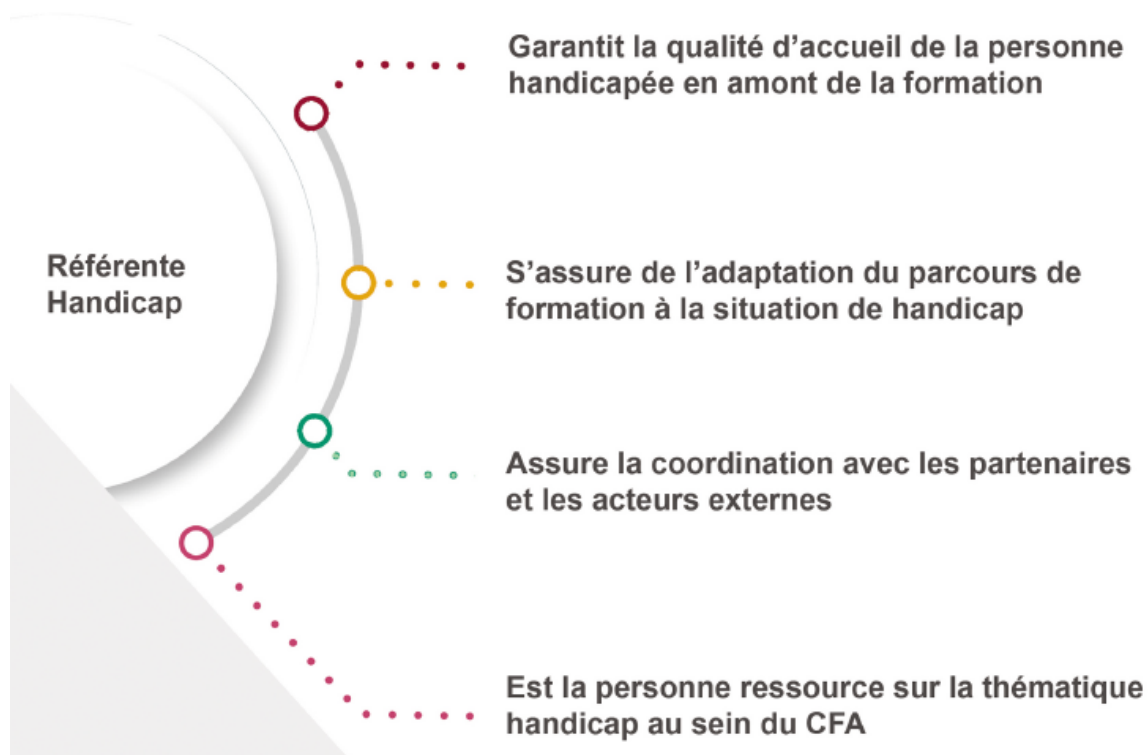 Garantit la qualité d’accueil de la personne
handicapée en amont de la formation
Référente
Handicap
S’assure de l’adaptation du parcours de
formation à la situation de handicap
Assure la coordination avec les partenaires
et les acteurs externes
Est la personne ressource sur la thématique
handicap au sein du CFA